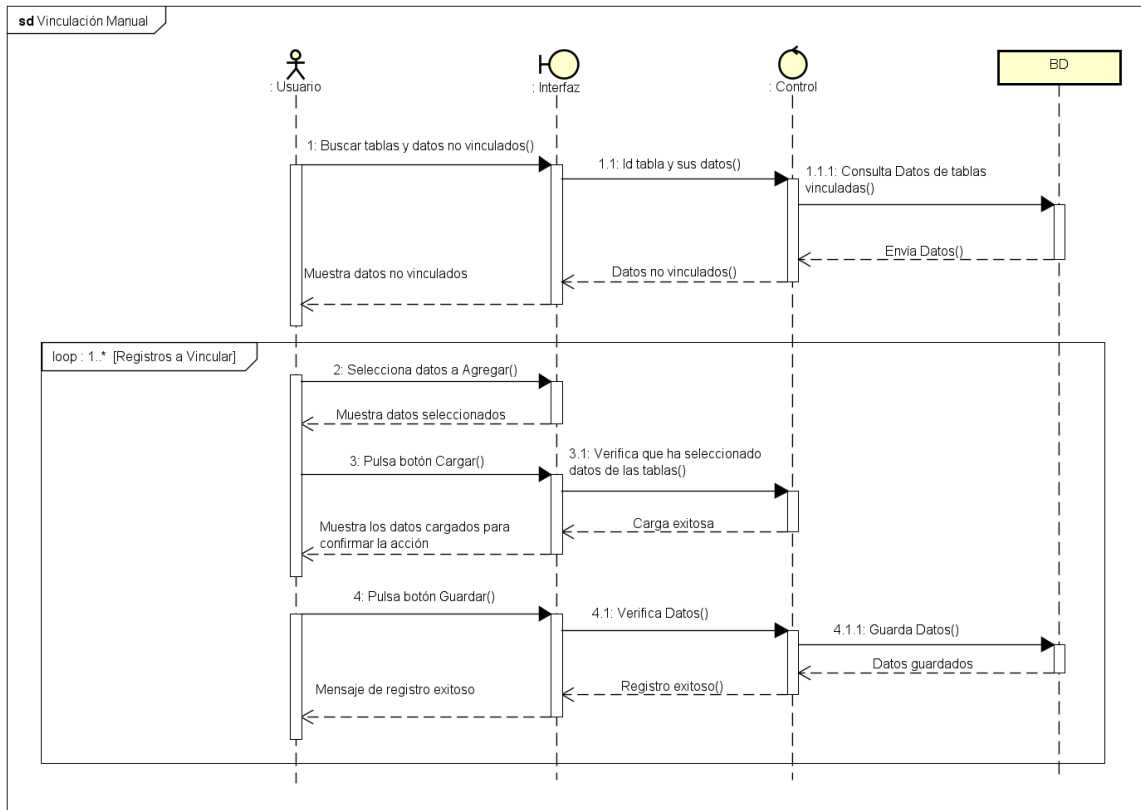 sd Vinculación Manual
: Usuario
: Interfaz
: Control
BD
1: Buscar tablas y datos no vinculados()
1.1: Id tabla y sus datos()
1.1.1: Consulta Datos de tablas
vinculadas()
Envía Datos()
Datos no vinculados()
Muestra datos no vinculados
loop : 1..* [Registros a Vincular]
2: Selecciona datos a Agregar()
Muestra datos seleccionados
3: Pulsa botón Cargar()
3.1: Verifica que ha seleccionado
datos de las tablas()
Carga exitosa
Muestra los datos cargados para
confirmar la acción
4: Pulsa botón Guardar()
4.1: Verifica Datos()
4.1.1: Guarda Datos()
Datos guardados
Registro exitoso()
Mensaje de registro exitoso